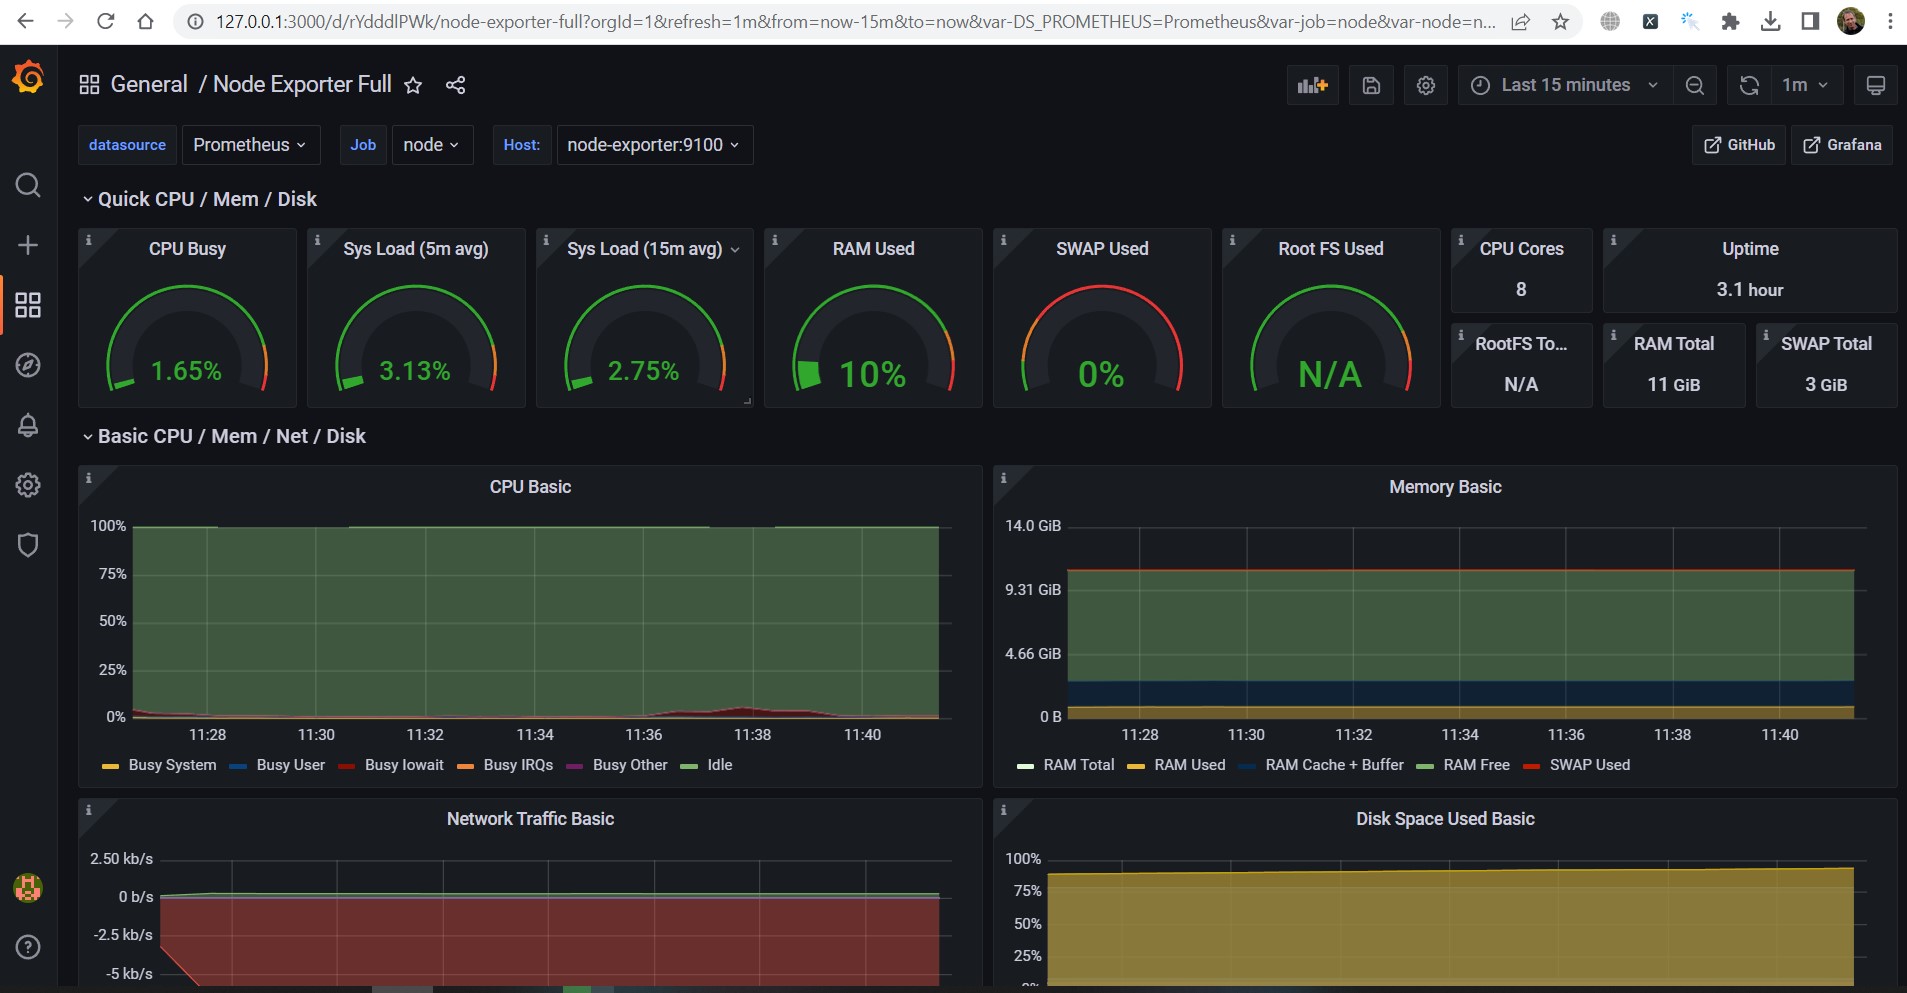 127.0.0.1:3000/d/rYdddlPWk/node-exporter-full?orgId=1&refresh=1m&from=now-15m&to=now&var-DS_PROMETHEUS=Prometheus&var-job=node&var-node=n...
General / Node Exporter Full
Last 15 minutes
1m
datasource Prometheus Job node Host: node-exporter:9100 GitHub Grafana
Quick CPU / Mem / Disk
CPU Busy
1.65%
Sys Load (5m avg)
3.13%
Sys Load (15m avg)
2.75%
RAM Used
10%
SWAP Used
0%
Root FS Used
N/A
CPU Cores
8
Uptime
3.1 hour
RootFS To...
N/A
RAM Total
11 GiB
SWAP Total
3 GiB
Basic CPU / Mem / Net / Disk
CPU Basic
100%
75%
50%
25%
0%
11:28 11:30 11:32 11:34 11:36 11:38 11:40
Busy System Busy User Busy Iowait Busy IRQs Busy Other Idle
Memory Basic
14.0 GiB
9.31 GiB
4.66 GiB
0 B
11:28 11:30 11:32 11:34 11:36 11:38 11:40
RAM Total RAM Used RAM Cache + Buffer RAM Free SWAP Used
Network Traffic Basic
2.50 kb/s
0 b/s
-2.5 kb/s
-5 kb/s
Disk Space Used Basic
100%
75%
50%
25%